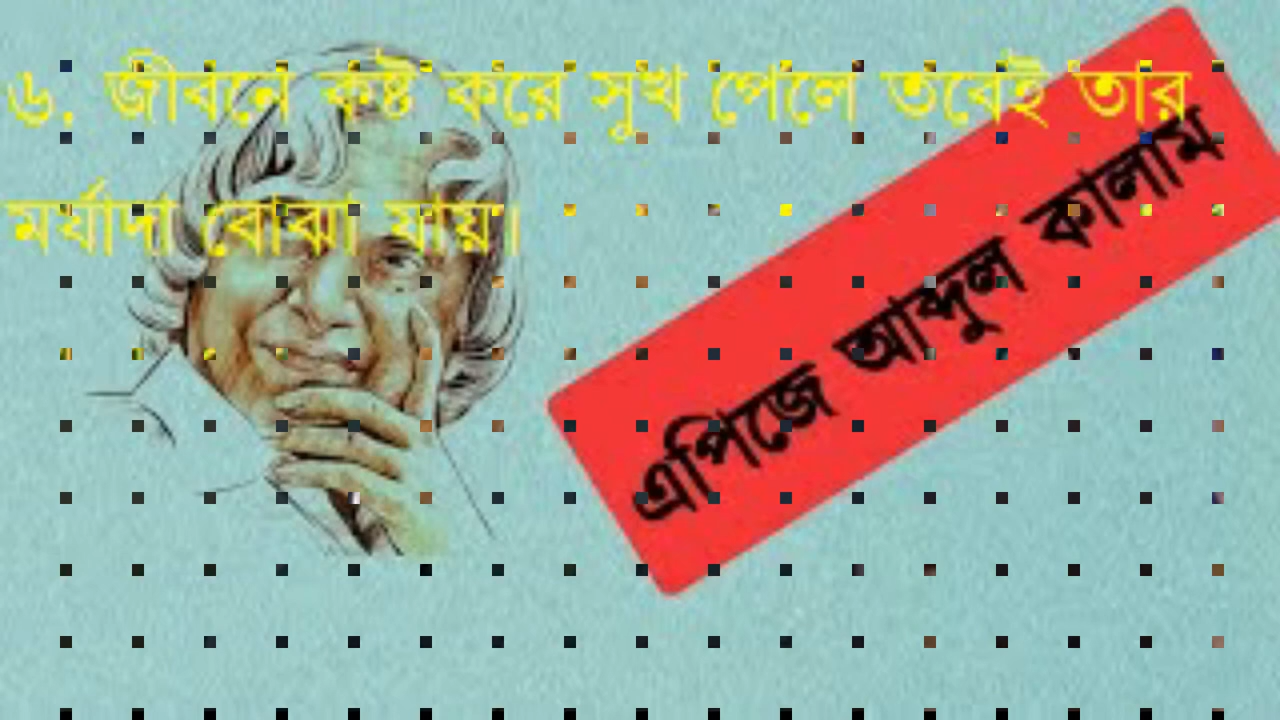 ৬. জীবনে কষ্ট করে সুখ পেলে তবেই তার
মর্যাদা বোঝা যায়।
এপিজে আব্দুল কালাম